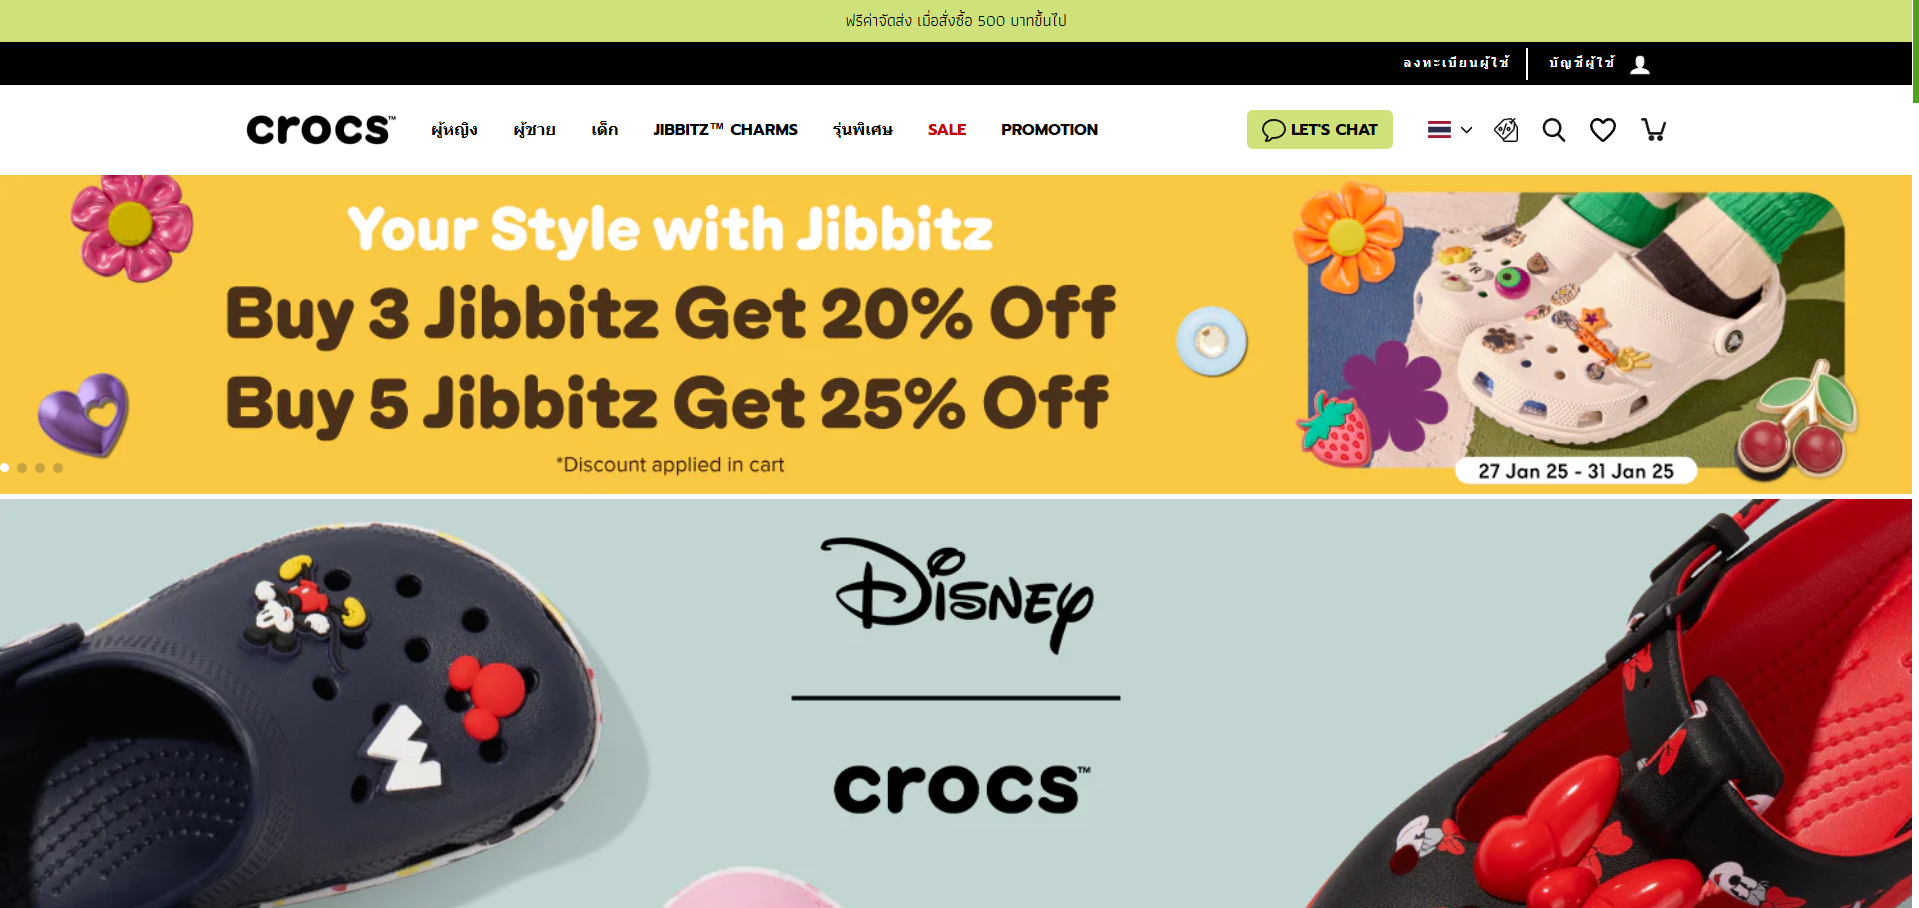 ฟรีค่าจัดส่ง เมื่อสั่งซื้อ 500 บาทขึ้นไป
ลงทะเบียนผู้ใช้
บัญชีผู้ใช้
crocs™
ผู้หญิง
ผู้ชาย
เด็ก
JIBBITZ™ CHARMS
รุ่นพิเศษ
SALE
PROMOTION
LET'S CHAT
Your Style with Jibbitz
Buy 3 Jibbitz Get 20% Off
Buy 5 Jibbitz Get 25% Off
*Discount applied in cart
27 Jan 25 - 31 Jan 25
Disney
crocs™